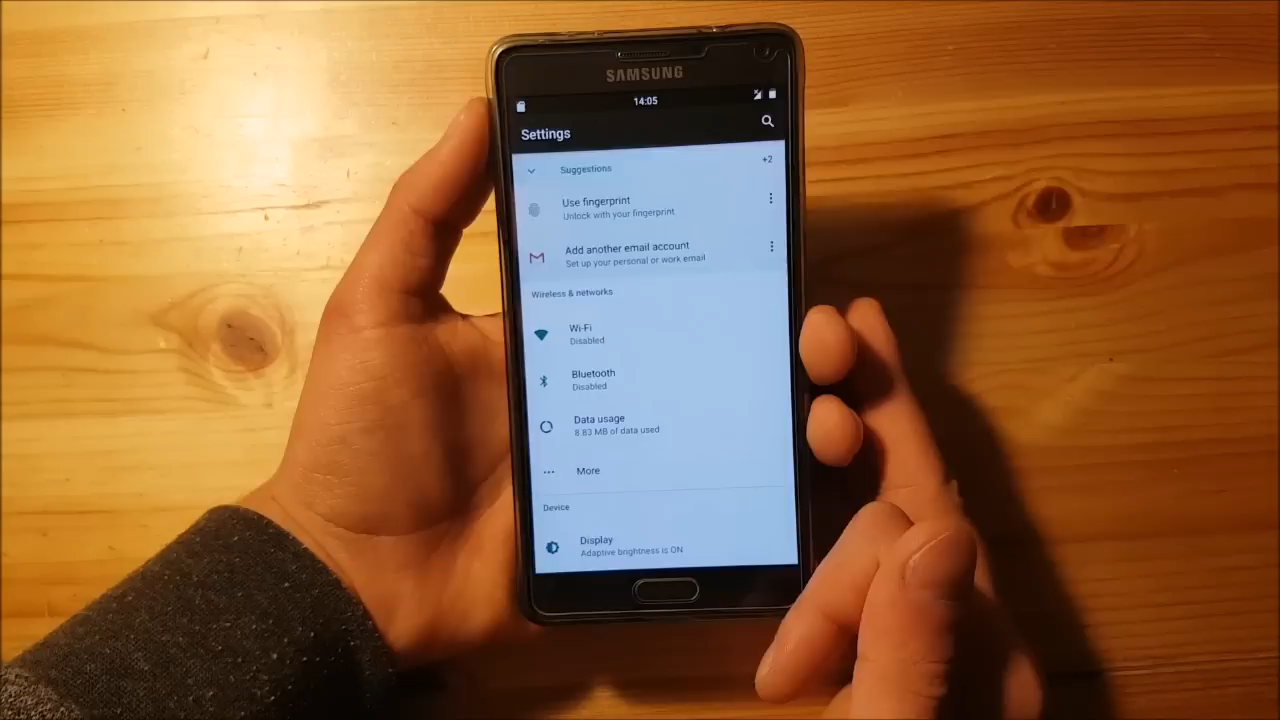 SAMSUNG
14:05
Settings
Suggestions
+2
Use fingerprint
Unlock with your fingerprint
Add another email account
Set up your personal or work email
Wireless & networks
Wi-Fi
Disabled
Bluetooth
Disabled
Data usage
8.83 MB of data used
More
Device
Display
Adaptive brightness is ON